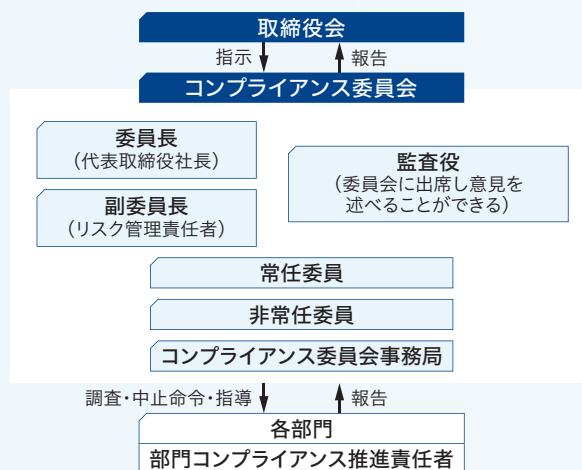 取締役会
指示
報告
コンプライアンス委員会
委員長
（代表取締役社長）
副委員長
（リスク管理責任者）
監査役
（委員会に出席し意見を
述べることができる）
常任委員
非常任委員
コンプライアンス委員会事務局
調査・中止命令・指導
報告
各部門
部門コンプライアンス推進責任者